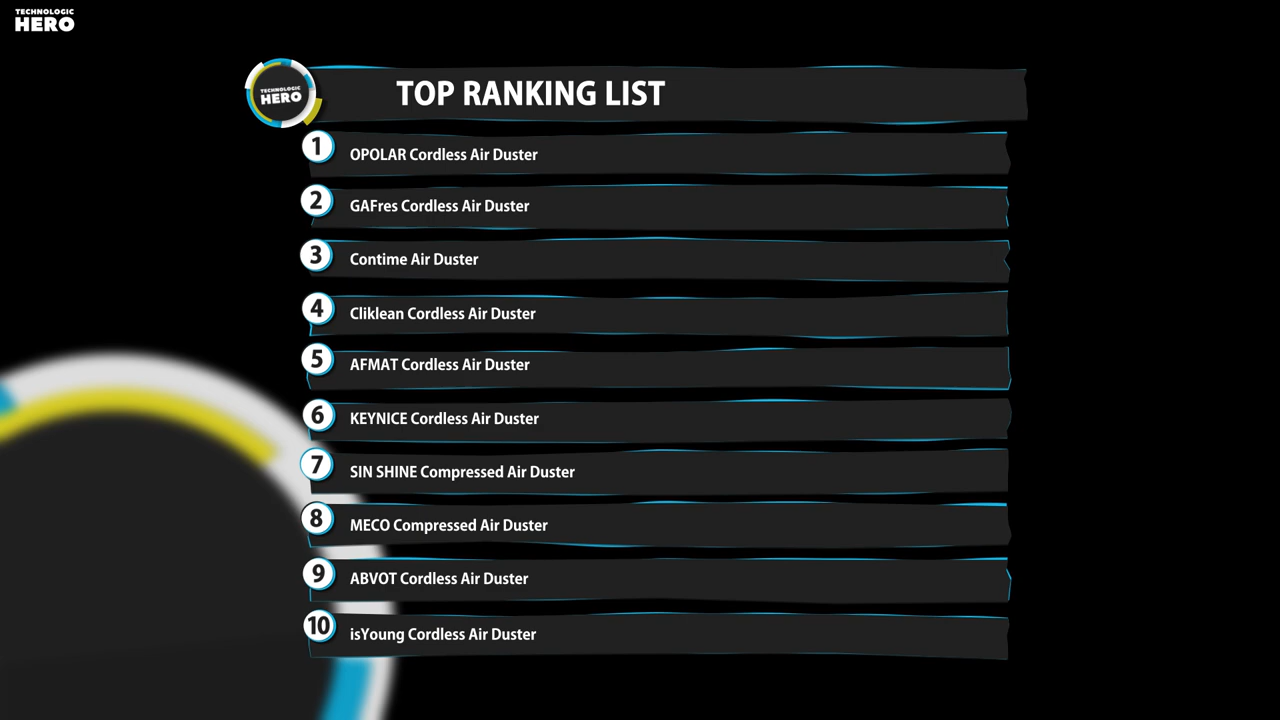 TECHNOLOGIC
HERO
TECHNOLOGIC
HERO
TOP RANKING LIST
1 OPOLAR Cordless Air Duster
2 GAFres Cordless Air Duster
3 Contime Air Duster
4 Cliklean Cordless Air Duster
5 AFMAT Cordless Air Duster
6 KEYNICE Cordless Air Duster
7 SIN SHINE Compressed Air Duster
8 MECO Compressed Air Duster
9 ABVOT Cordless Air Duster
10 isYoung Cordless Air Duster